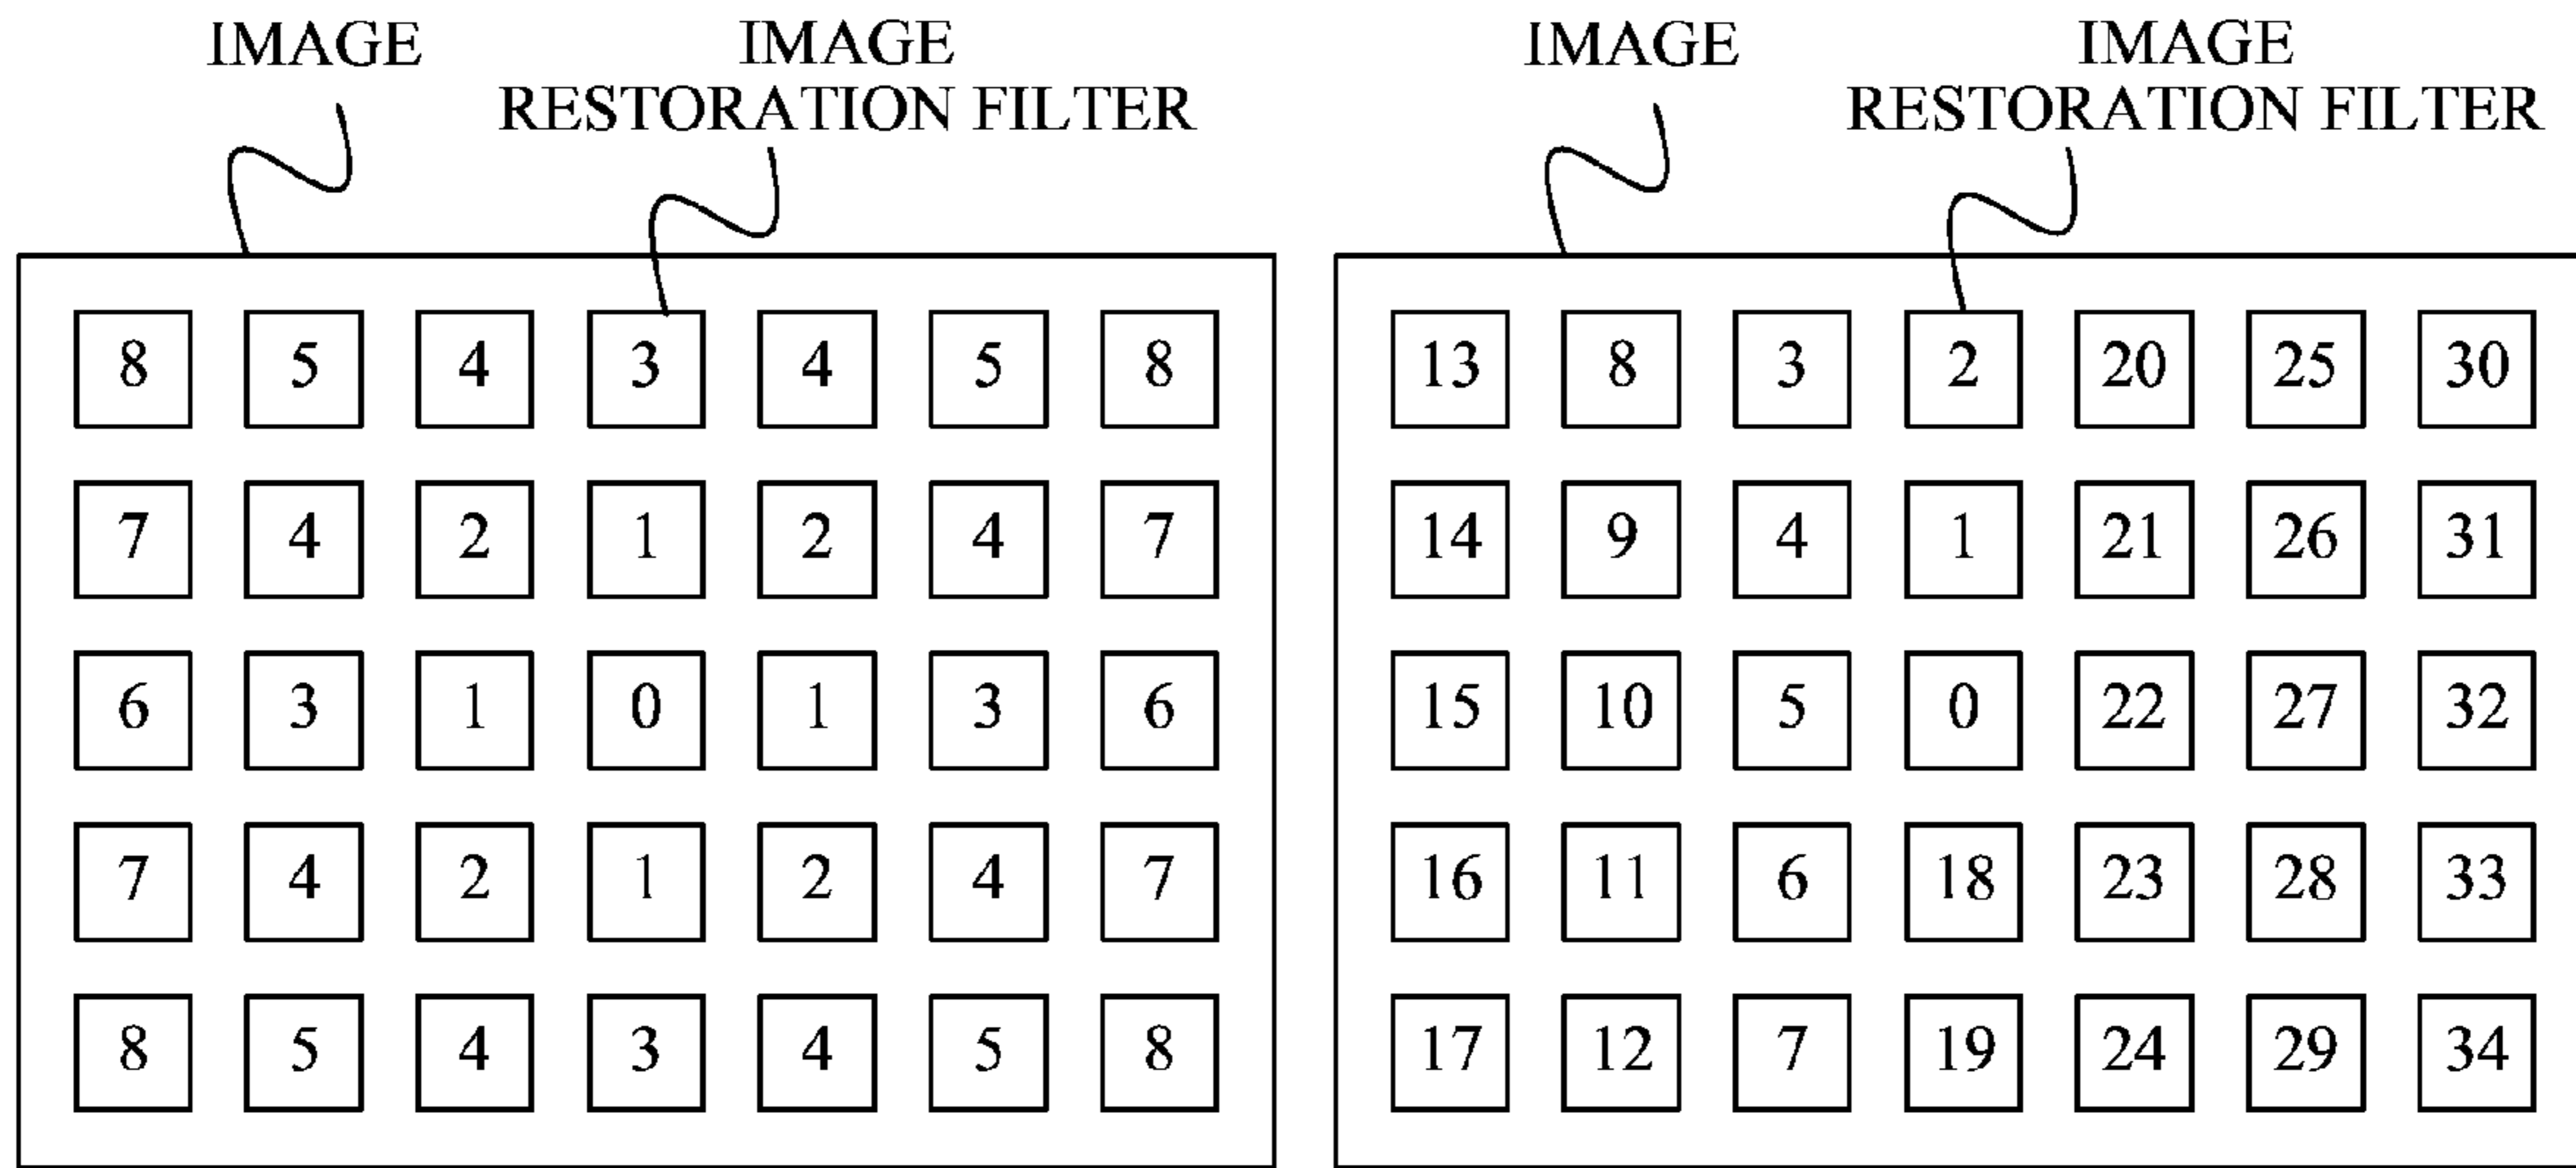 IMAGE
IMAGE
RESTORATION FILTER
8 5 4 3 4 5 8
7 4 2 1 2 4 7
6 3 1 0 1 3 6
7 4 2 1 2 4 7
8 5 4 3 4 5 8
IMAGE
IMAGE
RESTORATION FILTER
13 8 3 2 20 25 30
14 9 4 1 21 26 31
15 10 5 0 22 27 32
16 11 6 18 23 28 33
17 12 7 19 24 29 34